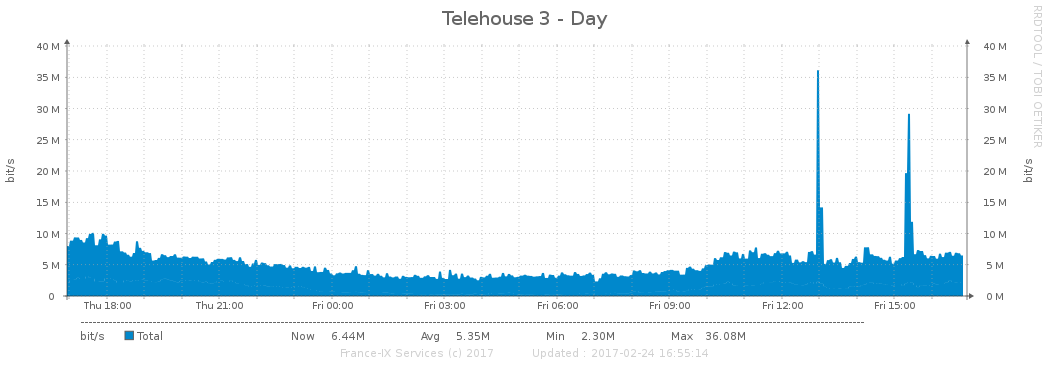 Telehouse 3 - Day
RRDTOOL / TOBI OETIKER
bit/s
40 M 40 M
35 M 35 M
30 M 30 M
25 M 25 M
20 M 20 M
15 M 15 M
10 M 10 M
5 M 5 M
0 0 M
bit/s
Thu 18:00 Thu 21:00 Fri 00:00 Fri 03:00 Fri 06:00 Fri 09:00 Fri 12:00 Fri 15:00
bit/s Total Now 6.44M Avg 5.35M Min 2.30M Max 36.08M
France-IX Services (c) 2017 Updated : 2017-02-24 16:55:14